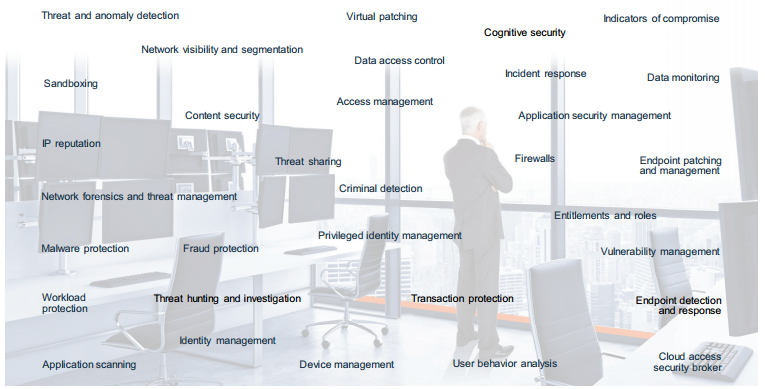 Threat and anomaly detection
Virtual patching
Indicators of compromise
Cognitive security
Network visibility and segmentation
Data access control
Incident response
Data monitoring
Sandboxing
Access management
Content security
Application security management
IP reputation
Threat sharing
Firewalls
Endpoint patching
and management
Criminal detection
Network forensics and threat management
Entitlements and roles
Privileged identity management
Malware protection
Fraud protection
Vulnerability management
Workload
protection
Threat hunting and investigation
Transaction protection
Endpoint detection
and response
Identity management
Application scanning
Device management
User behavior analysis
Cloud access
security broker